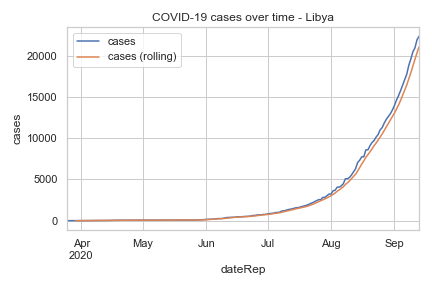 COVID-19 cases over time - Libya
cases
cases (rolling)
20000
15000
10000
5000
0
cases
Apr
2020
May
Jun
Jul
Aug
Sep
dateRep